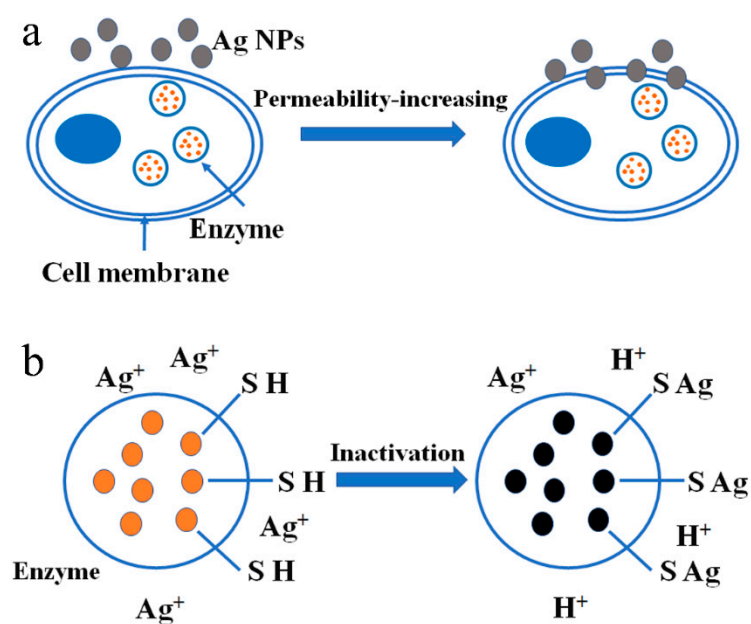 a
Ag NPs
Permeability-increasing
Enzyme
Cell membrane
b
Ag⁺
Ag⁺
S H
S H
Ag⁺
S H
Enzyme
Ag⁺
Inactivation
Ag⁺
H⁺
S Ag
S Ag
H⁺
S Ag
H⁺